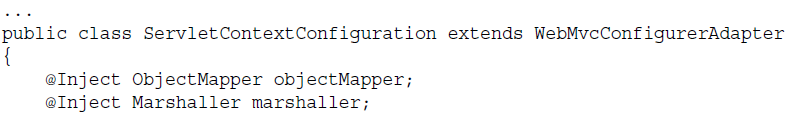 ...
public class ServletContextConfiguration extends WebMvcConfigurerAdapter
{
    @Inject ObjectMapper objectMapper;
    @Inject Marshaller marshaller;